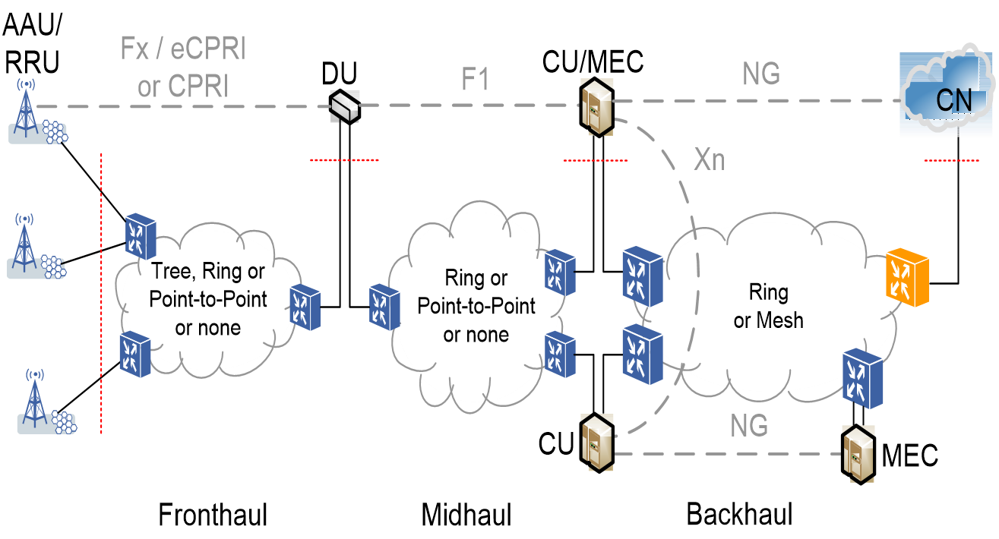 AAU/
RRU
Fx / eCPRI
or CPRI
DU
F1
CU/MEC
NG
CN
Xn
Tree, Ring or
Point-to-Point
or none
Ring or
Point-to-Point
or none
Ring
or Mesh
CU
NG
MEC
Fronthaul
Midhaul
Backhaul